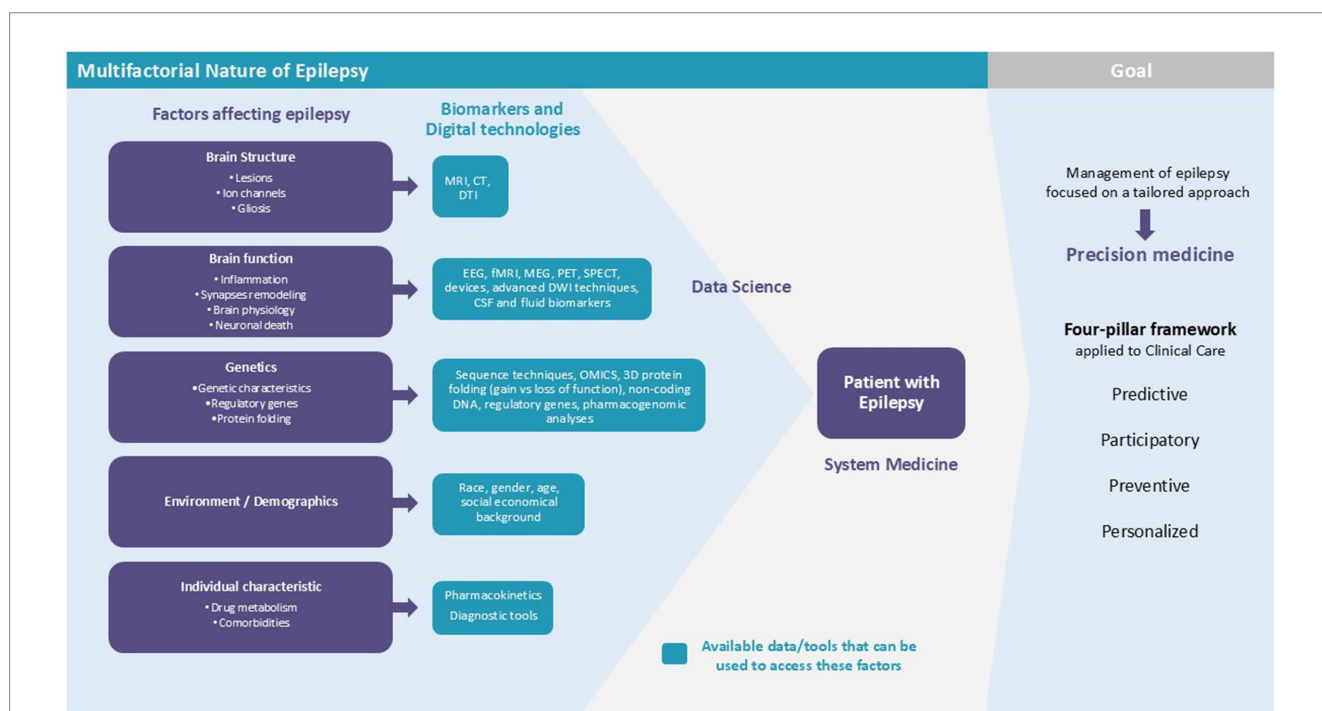 Multifactorial Nature of Epilepsy
Goal
Factors affecting epilepsy
Biomarkers and
Digital technologies
Brain Structure
• Lesions
• Ion channels
• Gliosis
MRI, CT,
DTI
Brain function
• Inflammation
• Synapses remodeling
• Brain physiology
• Neuronal death
EEG, fMRI, MEG, PET, SPECT,
devices, advanced DWI techniques,
CSF and fluid biomarkers
Genetics
• Genetic characteristics
• Regulatory genes
• Protein folding
Sequence techniques, OMICS, 3D protein
folding (gain vs loss of function), non-coding
DNA, regulatory genes, pharmacogenomic
analyses
Environment / Demographics
Race, gender, age,
social economical
background
Individual characteristic
• Drug metabolism
• Comorbidities
Pharmacokinetics
Diagnostic tools
Data Science
Patient with
Epilepsy
System Medicine
Available data/tools that can be
used to access these factors
Management of epilepsy
focused on a tailored approach
Precision medicine
Four-pillar framework
applied to Clinical Care
Predictive
Participatory
Preventive
Personalized